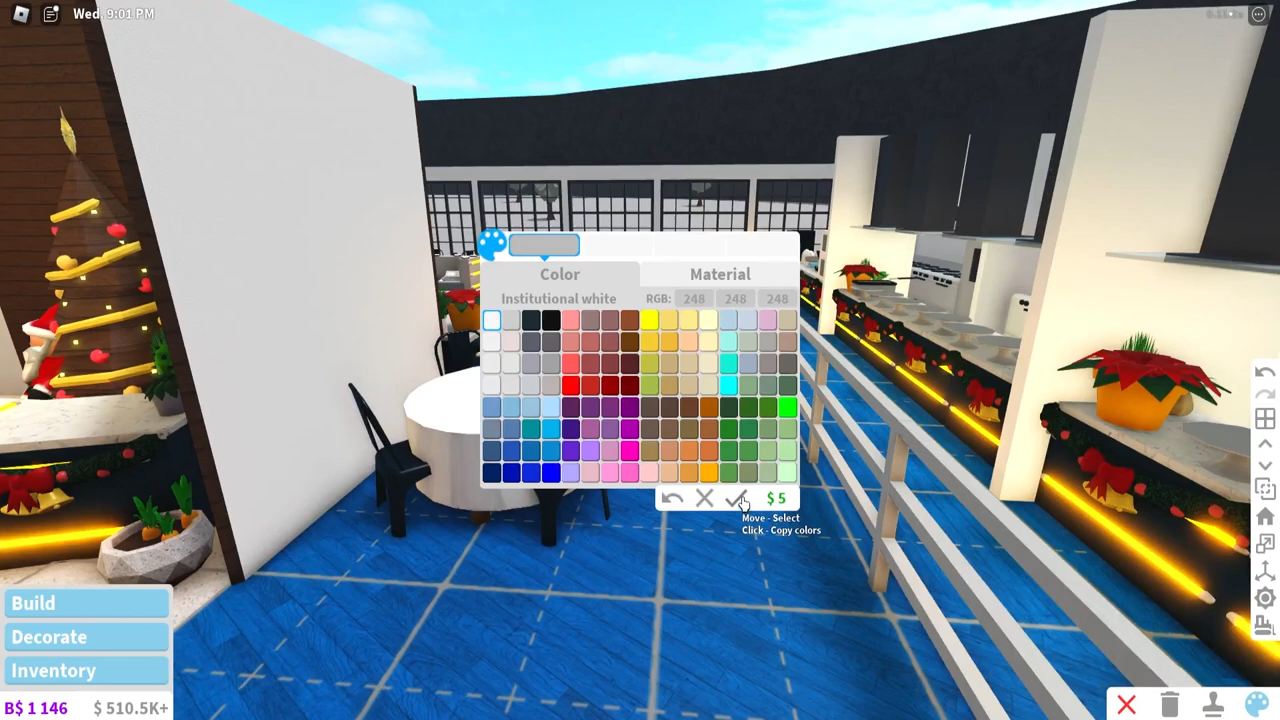 Wed. 9:01 PM
Color
Material
Institutional white
RGB: 248 248 248
$ 5
Move - Select
Click - Copy colors
Build
Decorate
Inventory
B$ 1 146
$ 510.5K+